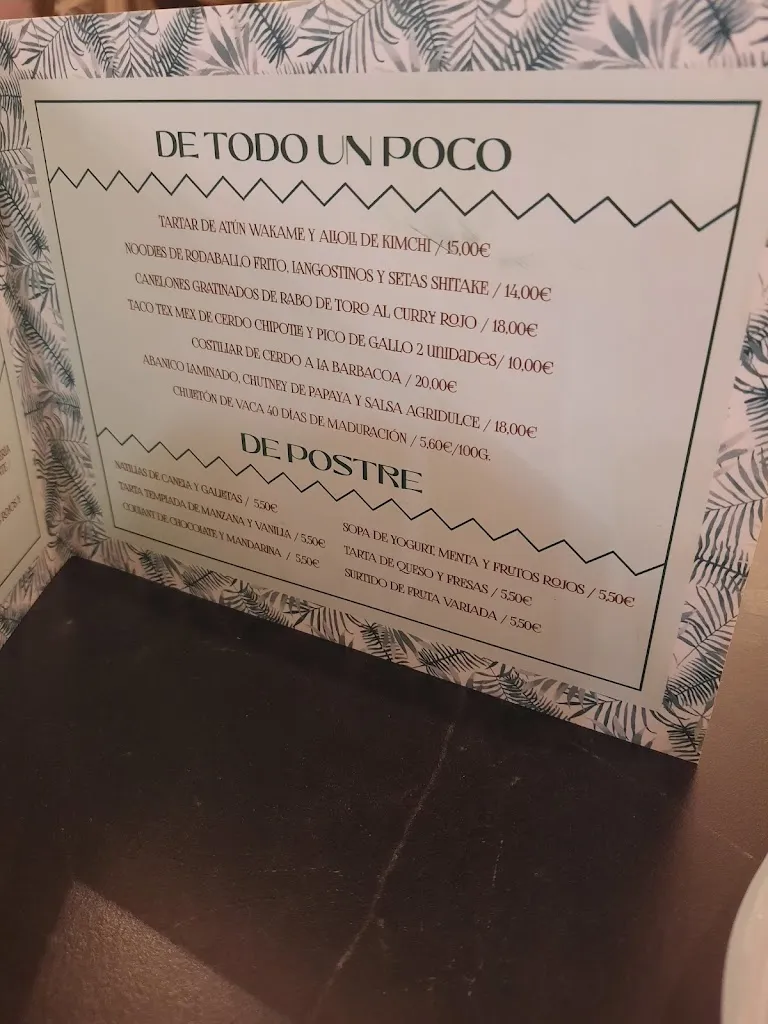 DE TODO UN POCO
TARTAR DE ATÚN WAKAME Y ALIOLI DE KIMCHI / 15,00€
NOODLES DE RODABALLO FRITO, LANGOSTINOS Y SETAS SHITAKE / 14,00€
CANELONES GRATINADOS DE RABO DE TORO AL CURRY ROJO / 18,00€
TACO TEX MEX DE CERDO CHIPOTLE Y PICO DE GALLO 2 UNIDADES/ 10,00€
COSTILLAR DE CERDO A LA BARBACOA / 20,00€
ABANICO LAMINADO, CHUTNEY DE PAPAYA Y SALSA AGRIDULCE / 18,00€
CHULETÓN DE VACA 40 DÍAS DE MADURACIÓN / 5,60€/100G.
DE POSTRE
NATILLAS DE CANELA Y GALLETAS / 5,50€
TARTA TEMPLADA DE MANZANA Y VAINILLA / 5,50€
COULANT DE CHOCOLATE Y MANDARINA / 5,50€
SOPA DE YOGURT, MENTA Y FRUTOS ROJOS / 5,50€
TARTA DE QUESO Y FRESAS / 5,50€
SURTIDO DE FRUTA VARIADA / 5,50€